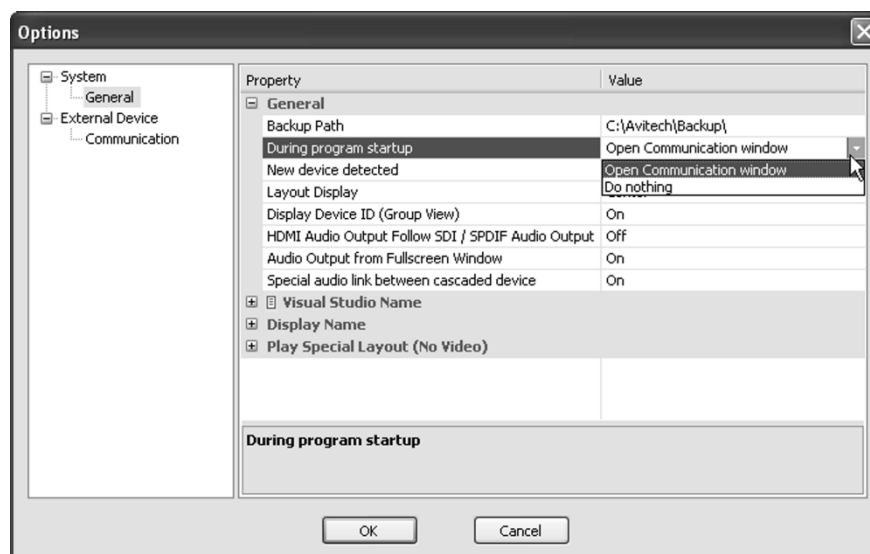 Options
System
General
External Device
Communication
Property Value
General
Backup Path C:\Avitech\Backup\
During program startup Open Communication window
New device detected Open Communication window
Do nothing
Layout Display
Display Device ID (Group View) On
HDMI Audio Output Follow SDI / SPDIF Audio Output Off
Audio Output from Fullscreen Window On
Special audio link between cascaded device On
Visual Studio Name
Display Name
Play Special Layout (No Video)
During program startup
OK Cancel